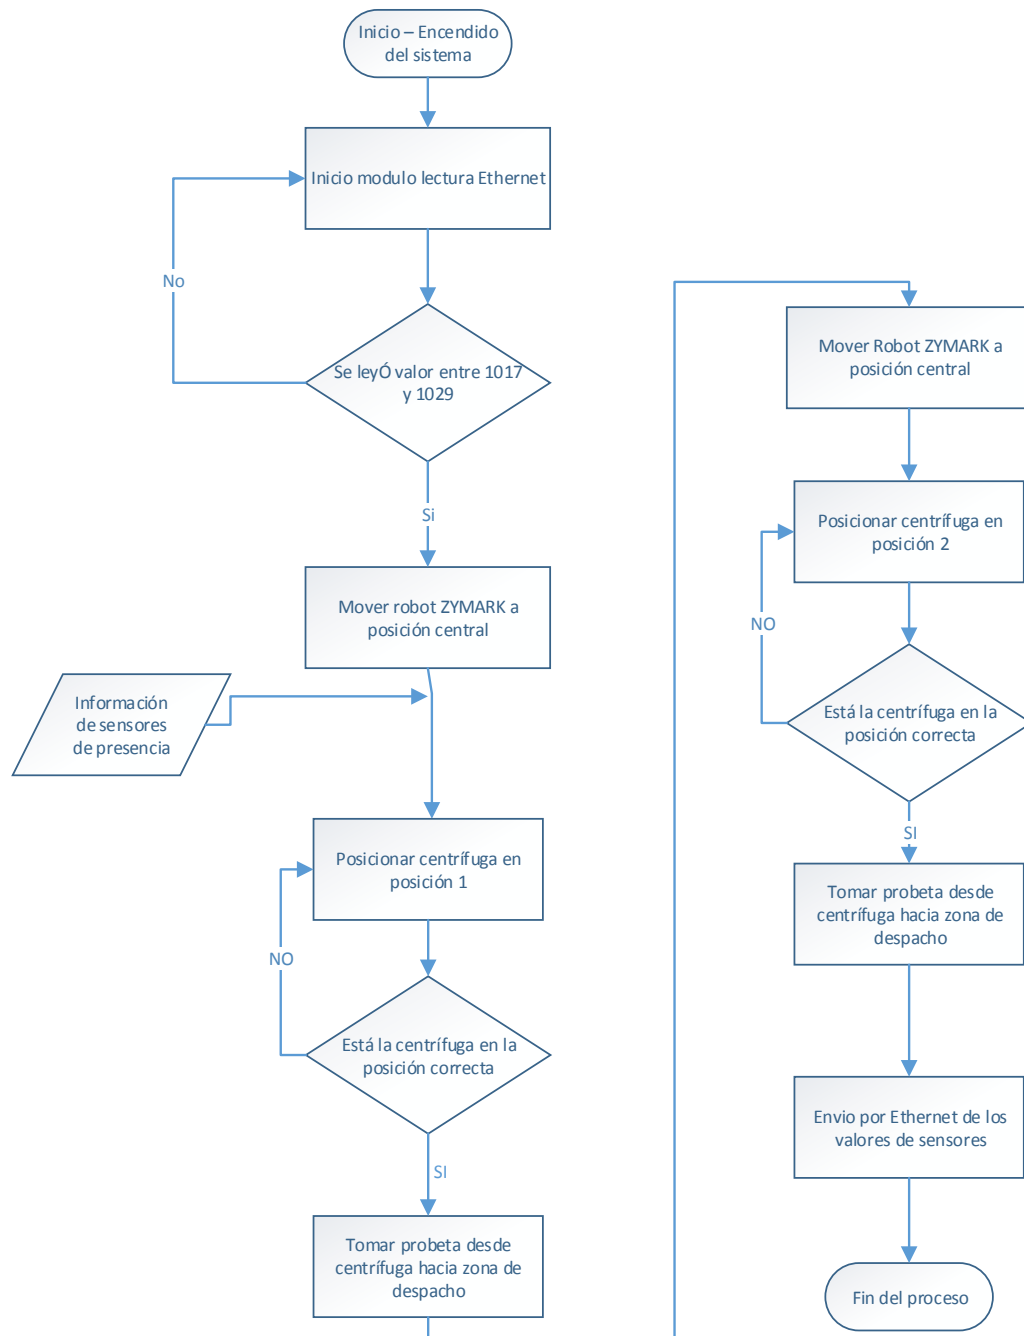 Inicio – Encendido
del sistema
Inicio modulo lectura Ethernet
No
Se leyÓ valor entre 1017
y 1029
Si
Mover robot ZYMARK a
posición central
Información
de sensores
de presencia
Posicionar centrífuga en
posición 1
NO
Está la centrífuga en la
posición correcta
SI
Tomar probeta desde
centrífuga hacia zona de
despacho
Mover Robot ZYMARK a
posición central
Posicionar centrífuga en
posición 2
NO
Está la centrífuga en la
posición correcta
SI
Tomar probeta desde
centrífuga hacia zona de
despacho
Envio por Ethernet de los
valores de sensores
Fin del proceso